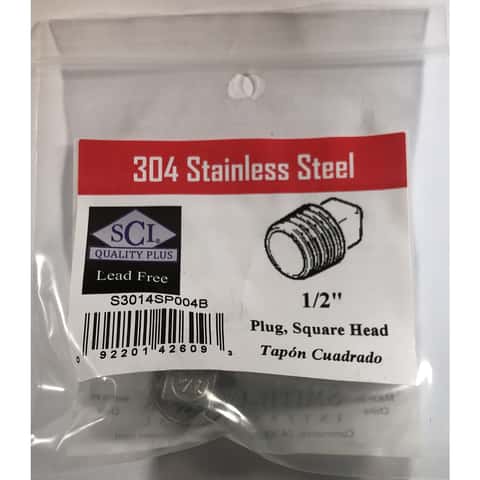 304 Stainless Steel
SCI
QUALITY PLUS
Lead Free
S3014SP004B
0 92201 42609 3
1/2"
Plug, Square Head
Tapón Cuadrado